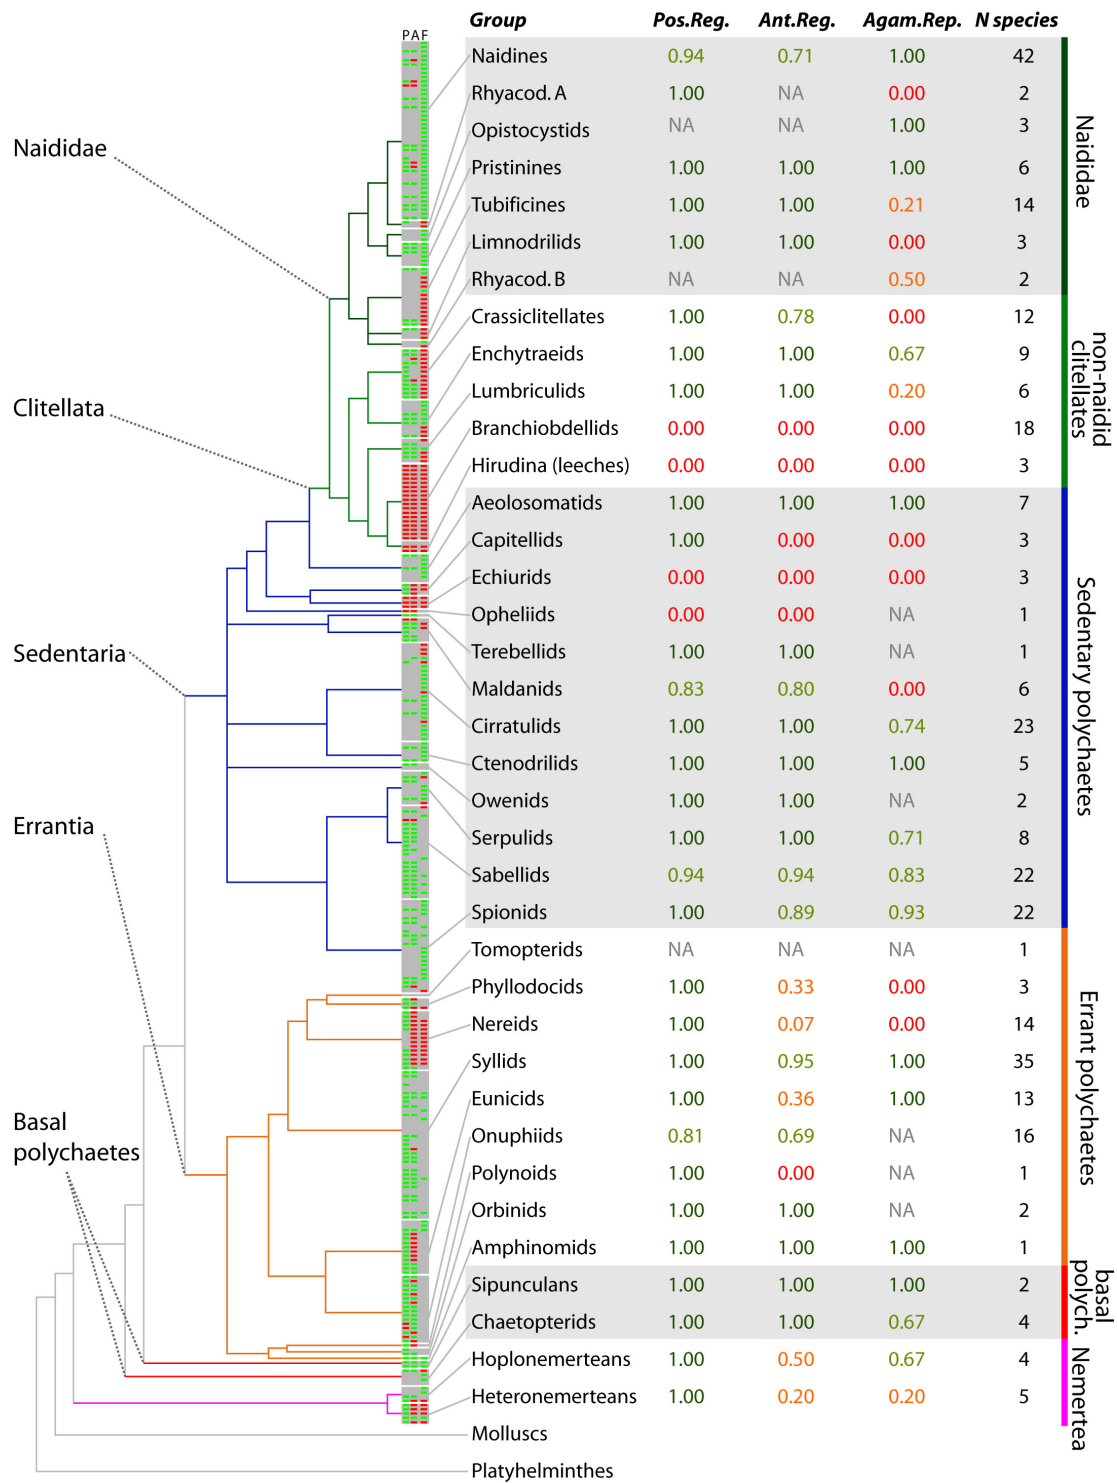 Group Pos.Reg. Ant.Reg. Agam.Rep. N species
P A F
Naidines 0.94 0.71 1.00 42
Rhyacod. A 1.00 NA 0.00 2
Opistocystids NA NA 1.00 3
Pristinines 1.00 1.00 1.00 6
Tubificines 1.00 1.00 0.21 14
Limnodrilids 1.00 1.00 0.00 3
Rhyacod. B NA NA 0.50 2
Crassiclitellates 1.00 0.78 0.00 12
Enchytraeids 1.00 1.00 0.67 9
Lumbriculids 1.00 1.00 0.20 6
Branchiobdellids 0.00 0.00 0.00 18
Hirudina (leeches) 0.00 0.00 0.00 3
Aeolosomatids 1.00 1.00 1.00 7
Capitellids 1.00 0.00 0.00 3
Echiurids 0.00 0.00 0.00 3
Opheliids 0.00 0.00 NA 1
Terebellids 1.00 1.00 NA 1
Maldanids 0.83 0.80 0.00 6
Cirratulids 1.00 1.00 0.74 23
Ctenodrilids 1.00 1.00 1.00 5
Owenids 1.00 1.00 NA 2
Serpulids 1.00 1.00 0.71 8
Sabellids 0.94 0.94 0.83 22
Spionids 1.00 0.89 0.93 22
Tomopterids NA NA NA 1
Phyllodocids 1.00 0.33 0.00 3
Nereids 1.00 0.07 0.00 14
Syllids 1.00 0.95 1.00 35
Eunicids 1.00 0.36 1.00 13
Onuphiids 0.81 0.69 NA 16
Polynoids 1.00 0.00 NA 1
Orbinids 1.00 1.00 NA 2
Amphinomids 1.00 1.00 1.00 1
Sipunculans 1.00 1.00 1.00 2
Chaetopterids 1.00 1.00 0.67 4
Hoplonemerteans 1.00 0.50 0.67 4
Heteronemerteans 1.00 0.20 0.20 5
Molluscs
Platyhelminthes
Naididae
Clitellata
Sedentaria
Errantia
Basal
polychaetes
Naididae
non-naidid
clitellates
Sedentary polychaetes
Errant polychaetes
basal
polych.
Nemertea